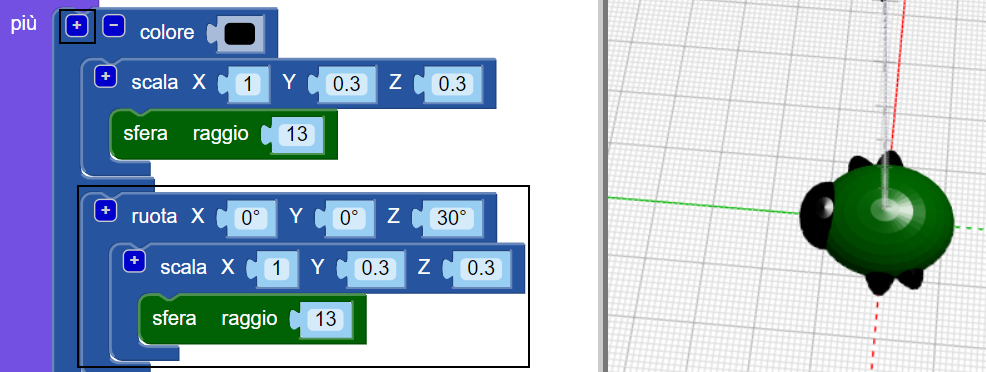 più + − colore
+ scala X 1 Y 0.3 Z 0.3
sfera raggio 13
+ ruota X 0° Y 0° Z 30°
+ scala X 1 Y 0.3 Z 0.3
sfera raggio 13